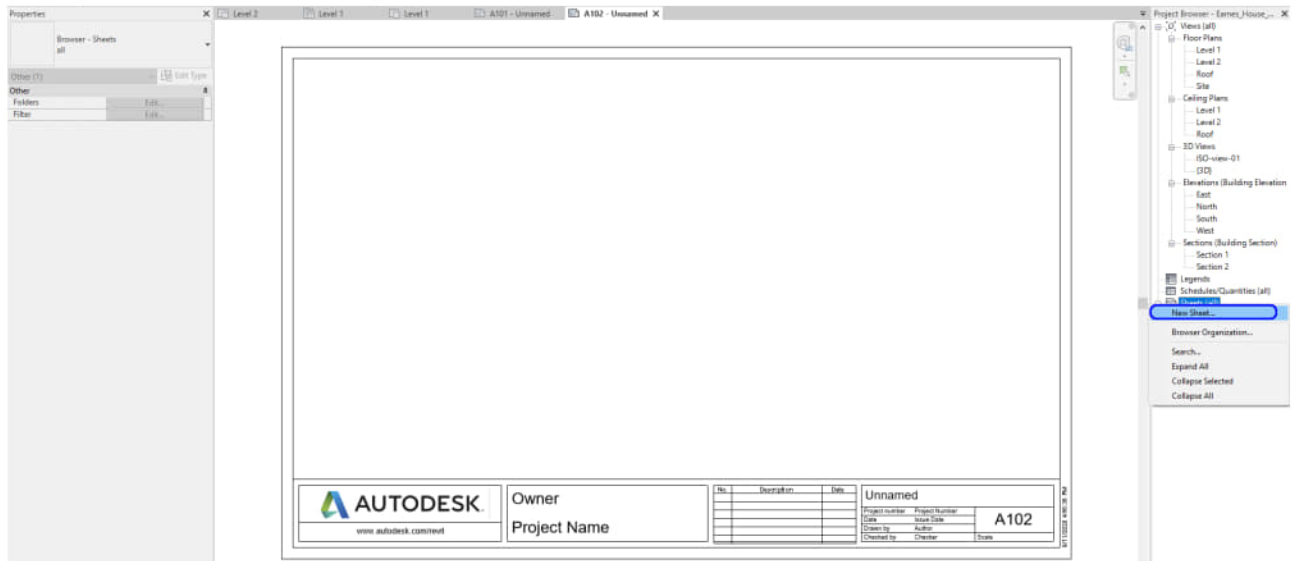 Properties
Level 2
Level 1
Level 1
A101 - Unnamed
A102 - Unnamed
Project Browser - Eames_House_...
Browser - Sheets
all
Other (1)
Edit Type
Other
Folders
Edit...
Filter
Edit...
Views (all)
Floor Plans
Level 1
Level 2
Roof
Site
Ceiling Plans
Level 1
Level 2
Roof
3D Views
ISO-view-01
{3D}
Elevations (Building Elevation
East
North
South
West
Sections (Building Section)
Section 1
Section 2
Legends
Schedules/Quantities (all)
Sheets (all)
New Sheet...
Browser Organization...
Search...
Expand All
Collapse Selected
Collapse All
AUTODESK.
www.autodesk.com/revit
Owner
Project Name
No. Description Date
Unnamed
Project number Project Number
Date Issue Date
Drawn by Author
Checked by Checker
A102
Scale